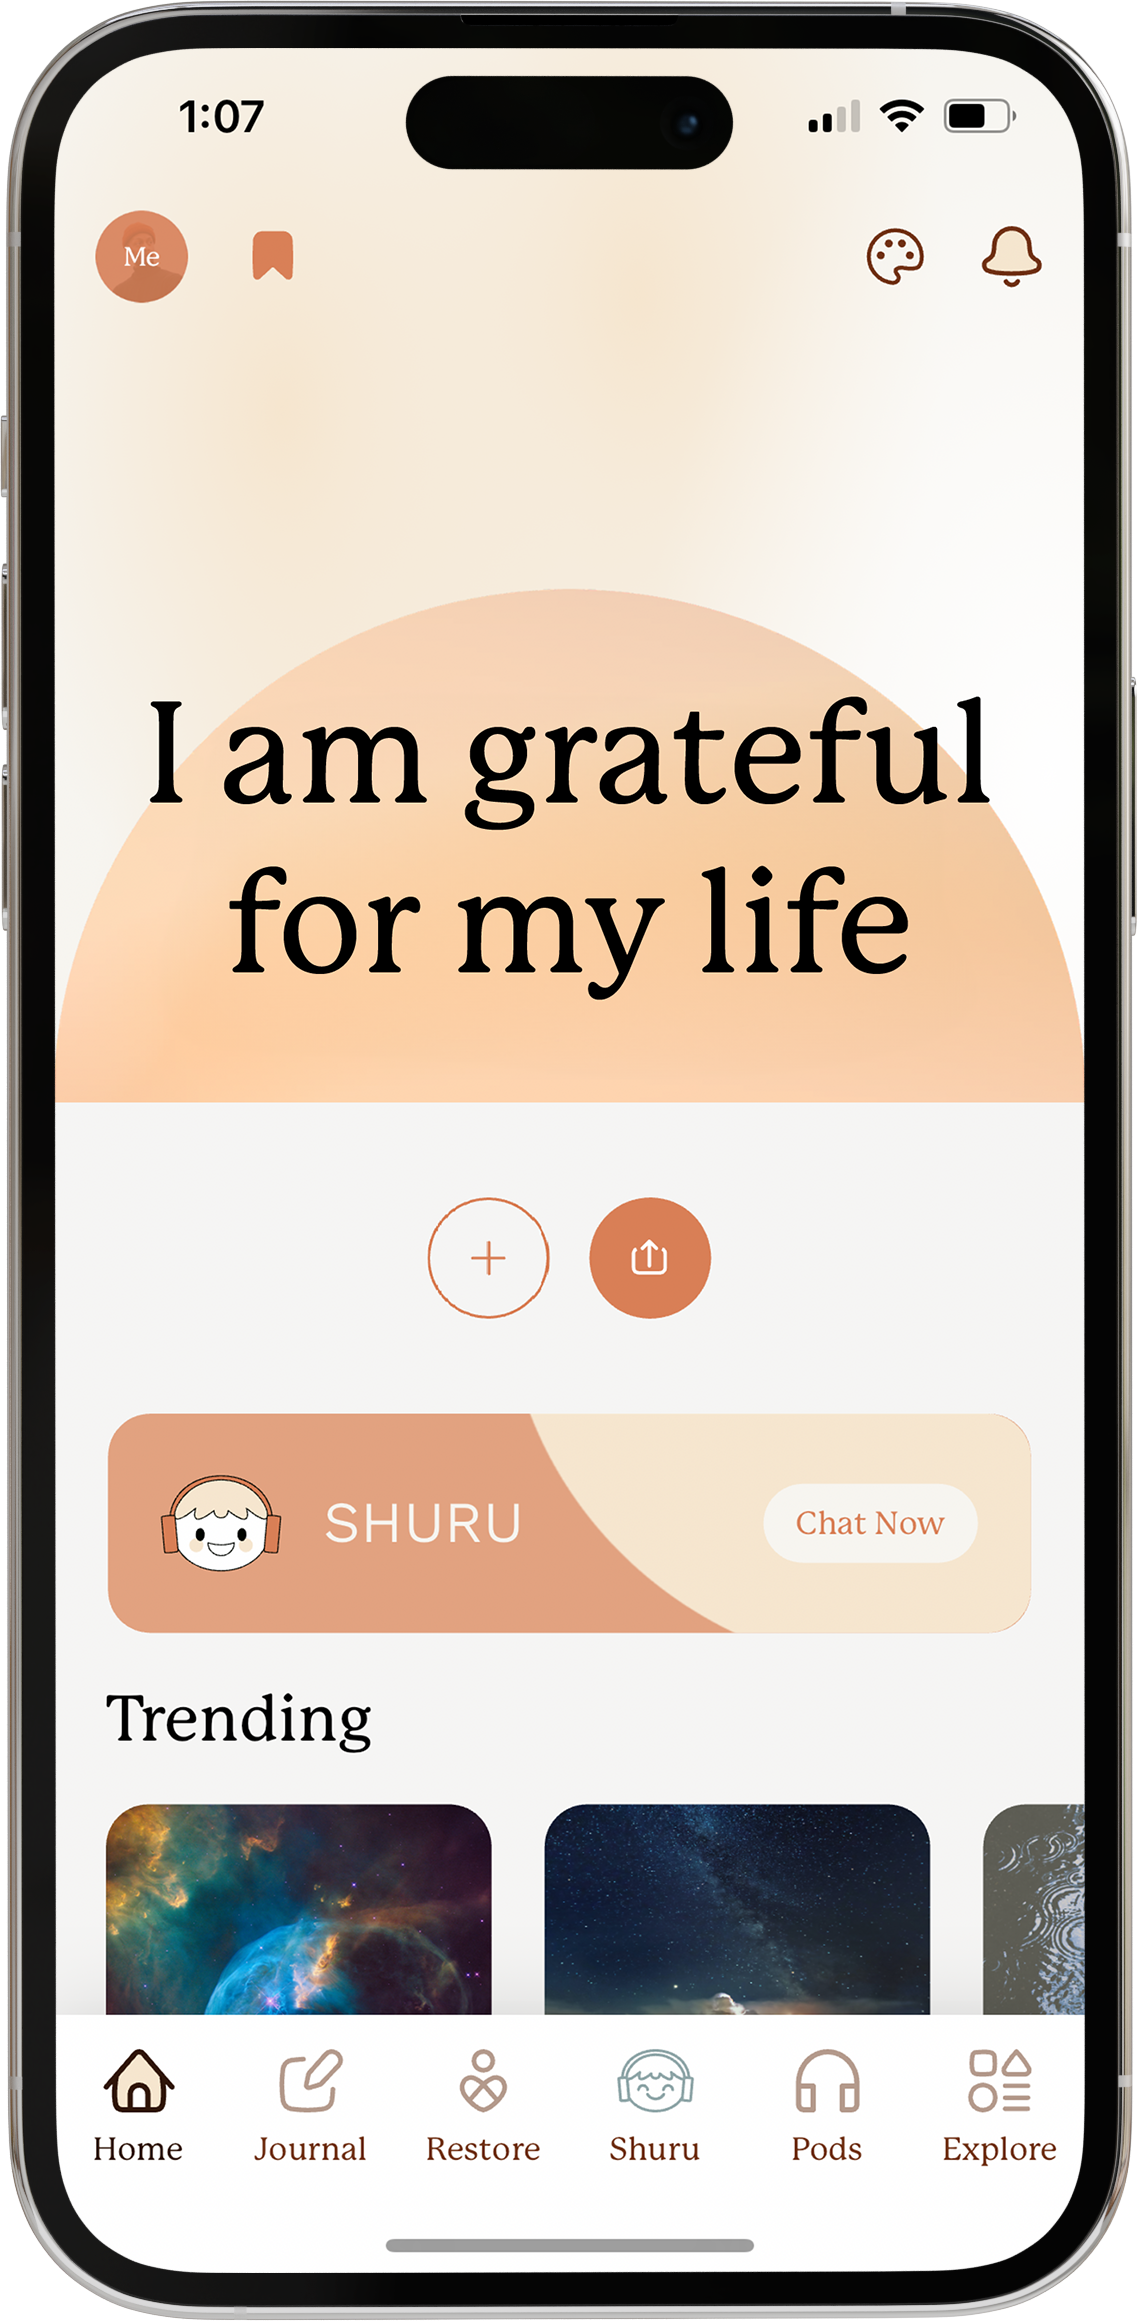 1:07
Me
I am grateful
for my life
SHURU
Chat Now
Trending
Home
Journal
Restore
Shuru
Pods
Explore